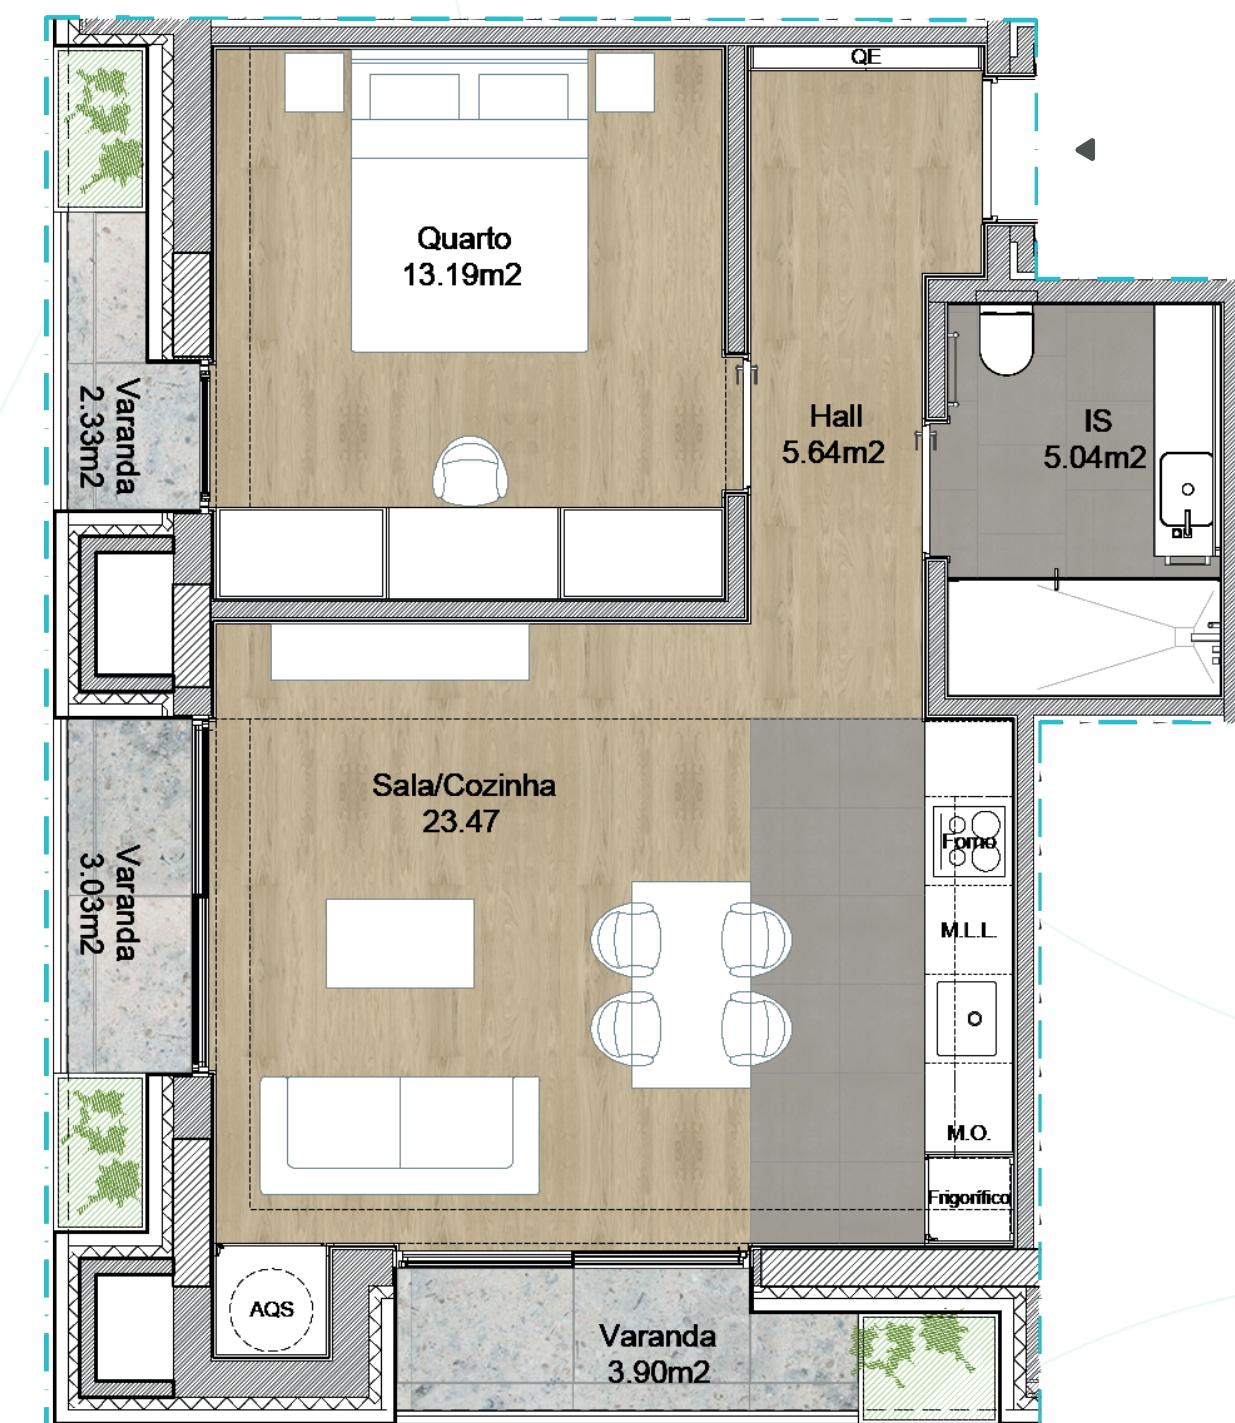 QE
Quarto
13.19m2
Varanda
2.33m2
Hall
5.64m2
IS
5.04m2
Sala/Cozinha
23.47
Forno
Varanda
3.03m2
M.L.L.
M.O.
Frigorífico
AQS
Varanda
3.90m2